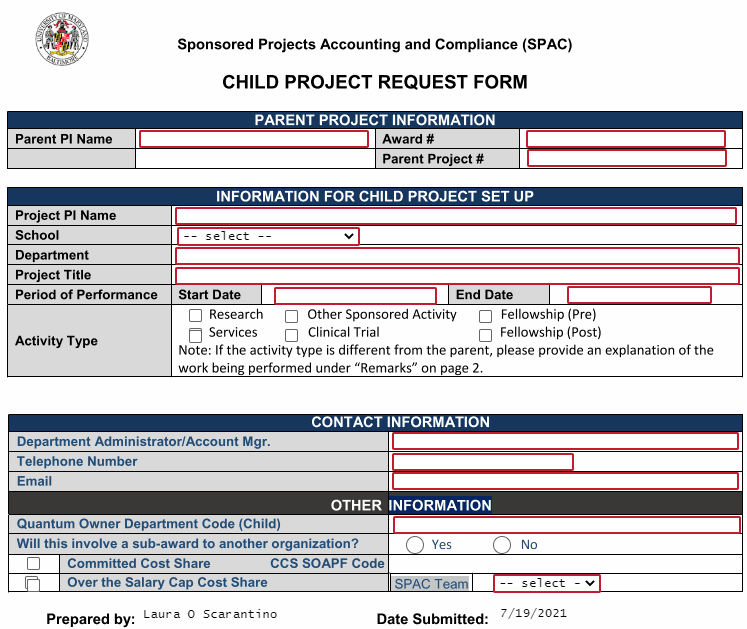 UNIVERSITY OF MARYLAND
BALTIMORE
Sponsored Projects Accounting and Compliance (SPAC)
CHILD PROJECT REQUEST FORM
PARENT PROJECT INFORMATION
Parent PI Name Award #
Parent Project #
INFORMATION FOR CHILD PROJECT SET UP
Project PI Name
School -- select --
Department
Project Title
Period of Performance Start Date End Date
Activity Type
Research Other Sponsored Activity Fellowship (Pre)
Services Clinical Trial Fellowship (Post)
Note: If the activity type is different from the parent, please provide an explanation of the
work being performed under “Remarks” on page 2.
CONTACT INFORMATION
Department Administrator/Account Mgr.
Telephone Number
Email
OTHER INFORMATION
Quantum Owner Department Code (Child)
Will this involve a sub-award to another organization? Yes No
Committed Cost Share CCS SOAPF Code
Over the Salary Cap Cost Share SPAC Team -- select -
Prepared by: Laura O Scarantino Date Submitted: 7/19/2021